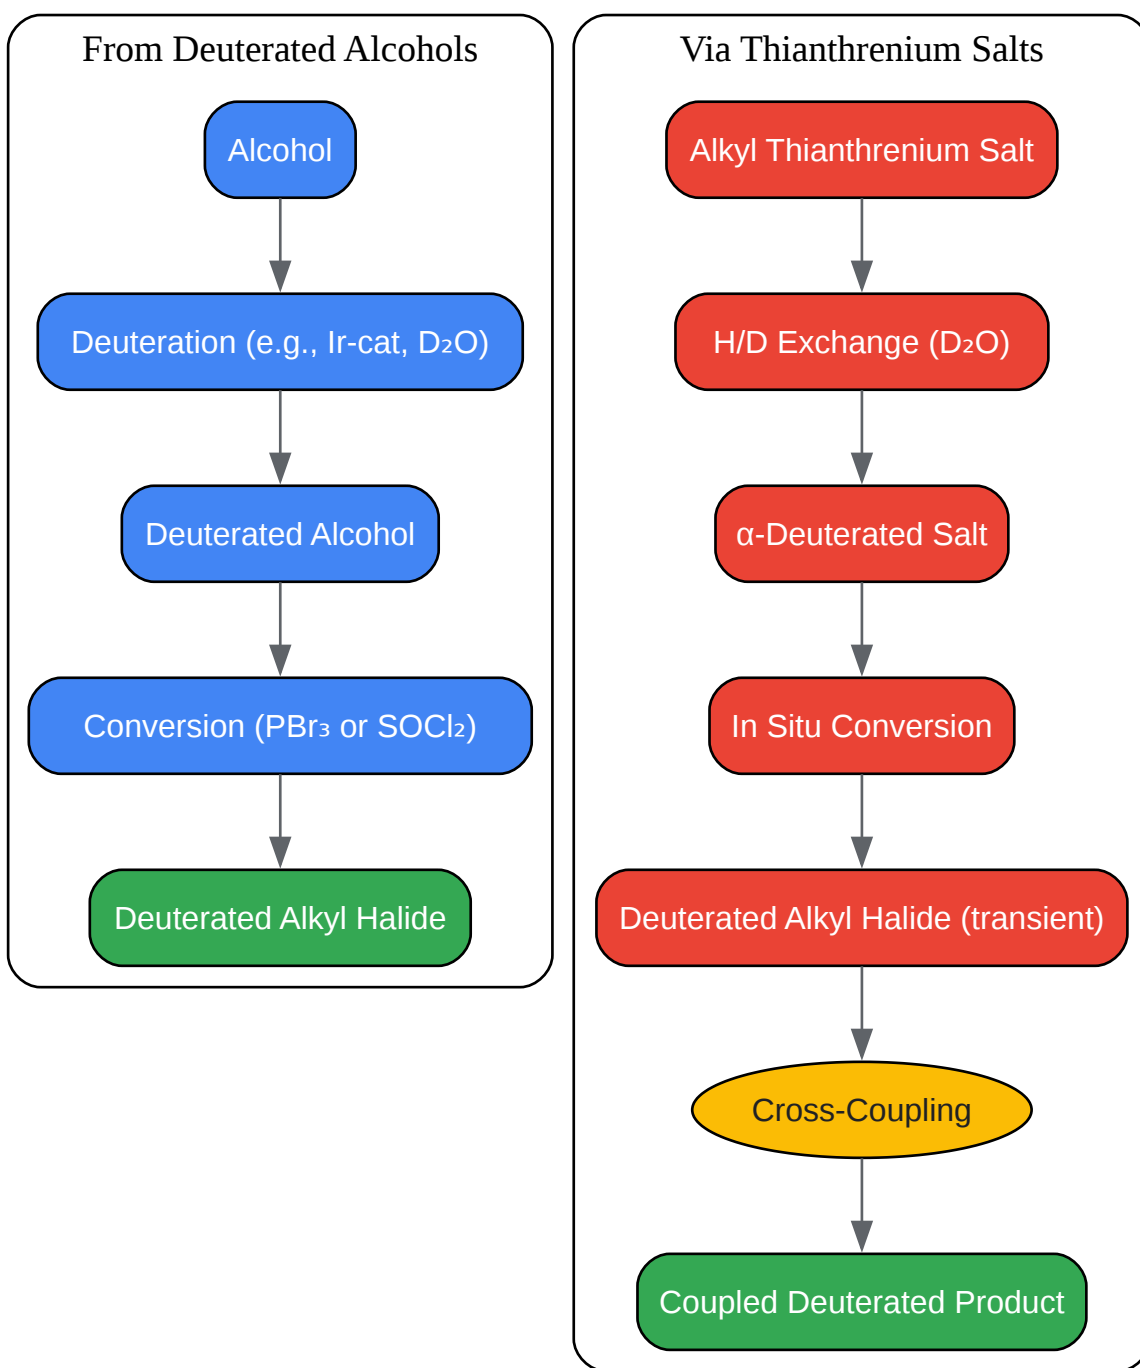 From Deuterated Alcohols
Alcohol
Deuteration (e.g., Ir-cat, D₂O)
Deuterated Alcohol
Conversion (PBr₃ or SOCl₂)
Deuterated Alkyl Halide
Via Thianthrenium Salts
Alkyl Thianthrenium Salt
H/D Exchange (D₂O)
α-Deuterated Salt
In Situ Conversion
Deuterated Alkyl Halide (transient)
Cross-Coupling
Coupled Deuterated Product